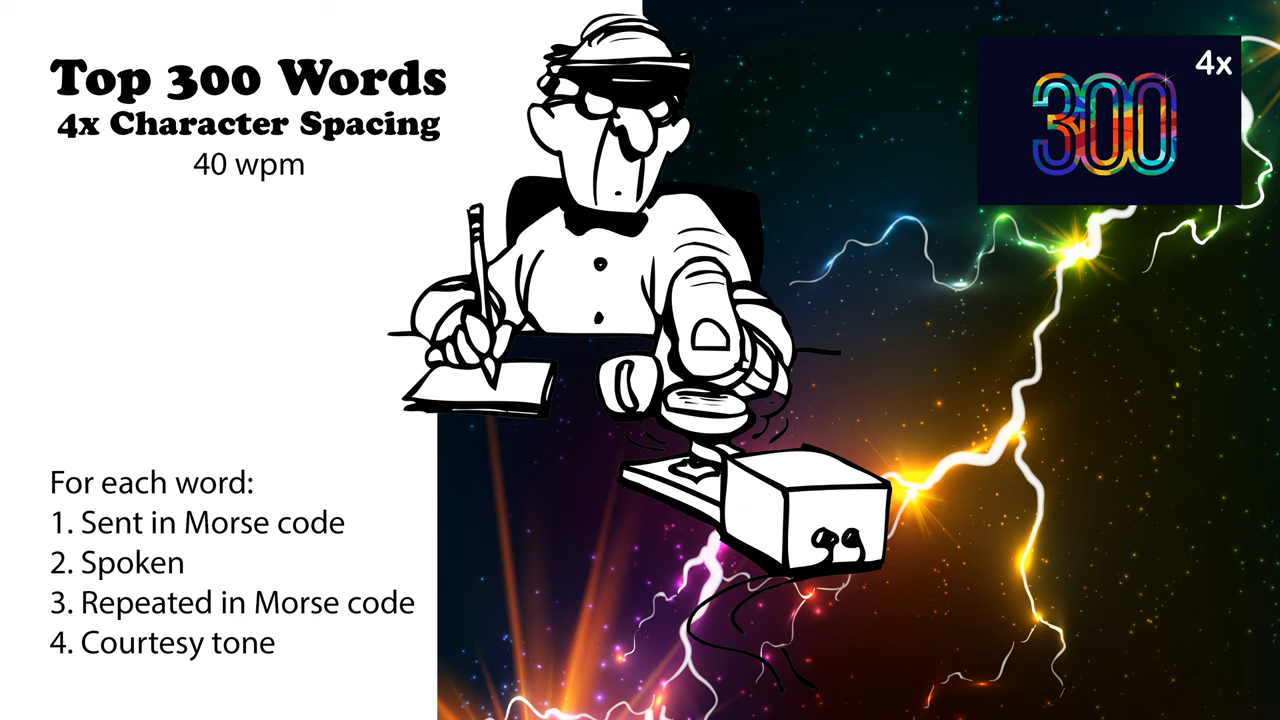 Top 300 Words
4x Character Spacing
40 wpm
4x
300
For each word:
1. Sent in Morse code
2. Spoken
3. Repeated in Morse code
4. Courtesy tone